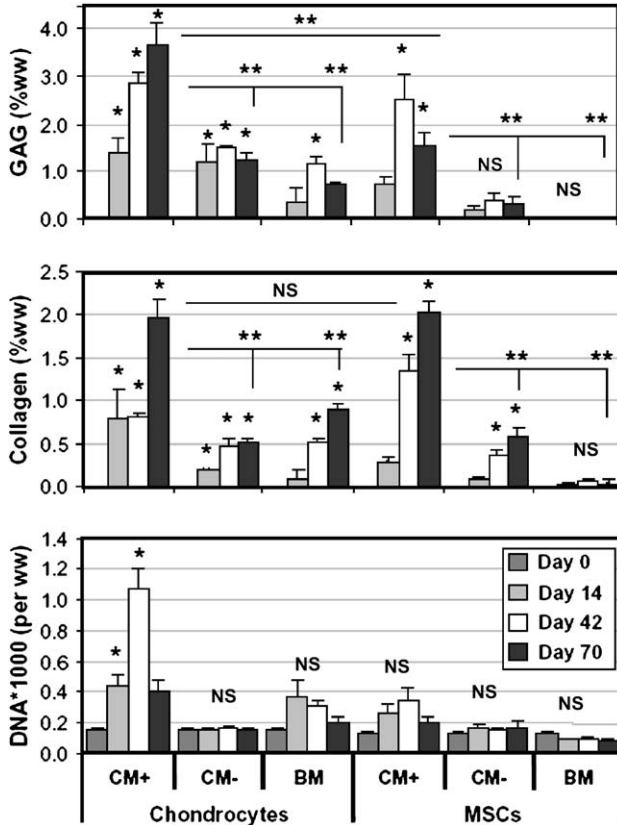 GAG (%ww)
4.0
3.0
2.0
1.0
0.0
* * *
* * *
*
* *
**
** **
** **
NS
NS
Collagen (%ww)
2.5
2.0
1.5
1.0
0.5
0.0
* * *
* * *
* *
* *
* *
NS
** **
** **
NS
DNA*1000 (per ww)
1.4
1.2
1.0
0.8
0.6
0.4
0.2
0.0
* *
NS
NS
NS
NS
NS
Day 0
Day 14
Day 42
Day 70
CM+ CM- BM CM+ CM- BM
Chondrocytes MSCs